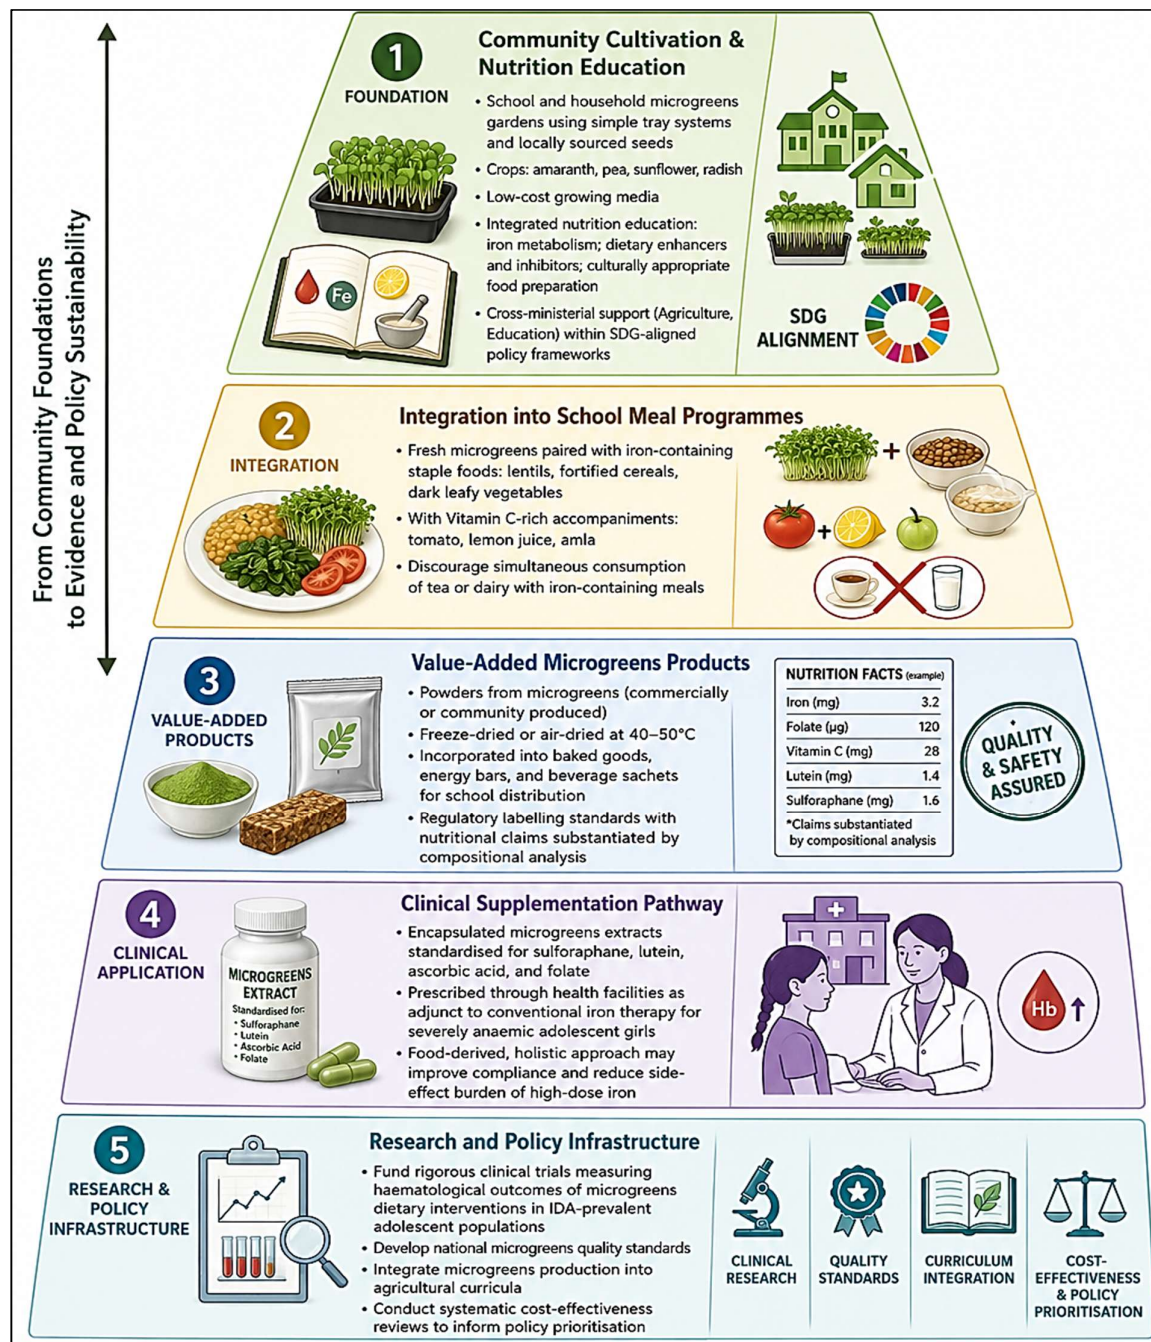 From Community Foundations
to Evidence and Policy Sustainability
1
FOUNDATION
Community Cultivation &
Nutrition Education
• School and household microgreens
gardens using simple tray systems
and locally sourced seeds
• Crops: amaranth, pea, sunflower, radish
• Low-cost growing media
• Integrated nutrition education:
iron metabolism; dietary enhancers
and inhibitors; culturally appropriate
food preparation
• Cross-ministerial support (Agriculture,
Education) within SDG-aligned
policy frameworks
Fe
SDG
ALIGNMENT
2
INTEGRATION
Integration into School Meal Programmes
• Fresh microgreens paired with iron-containing
staple foods: lentils, fortified cereals,
dark leafy vegetables
• With Vitamin C-rich accompaniments:
tomato, lemon juice, amla
• Discourage simultaneous consumption
of tea or dairy with iron-containing meals
+
+
3
VALUE-ADDED
PRODUCTS
Value-Added Microgreens Products
• Powders from microgreens (commercially
or community produced)
• Freeze-dried or air-dried at 40–50°C
• Incorporated into baked goods,
energy bars, and beverage sachets
for school distribution
• Regulatory labelling standards with
nutritional claims substantiated by
compositional analysis
NUTRITION FACTS (example)
Iron (mg) 3.2
Folate (µg) 120
Vitamin C (mg) 28
Lutein (mg) 1.4
Sulforaphane (mg) 1.6
*Claims substantiated
by compositional analysis
QUALITY
& SAFETY
ASSURED
4
CLINICAL
APPLICATION
MICROGREENS
EXTRACT
Standardised for:
• Sulforaphane
• Lutein
• Ascorbic Acid
• Folate
Clinical Supplementation Pathway
• Encapsulated microgreens extracts
standardised for sulforaphane, lutein,
ascorbic acid, and folate
• Prescribed through health facilities as
adjunct to conventional iron therapy for
severely anaemic adolescent girls
• Food-derived, holistic approach may
improve compliance and reduce side-
effect burden of high-dose iron
Hb
5
RESEARCH &
POLICY
INFRASTRUCTURE
Research and Policy Infrastructure
• Fund rigorous clinical trials measuring
haematological outcomes of microgreens
dietary interventions in IDA-prevalent
adolescent populations
• Develop national microgreens quality standards
• Integrate microgreens production into
agricultural curricula
• Conduct systematic cost-effectiveness
reviews to inform policy prioritisation
CLINICAL
RESEARCH
QUALITY
STANDARDS
CURRICULUM
INTEGRATION
COST-
EFFECTIVENESS
& POLICY
PRIORITISATION